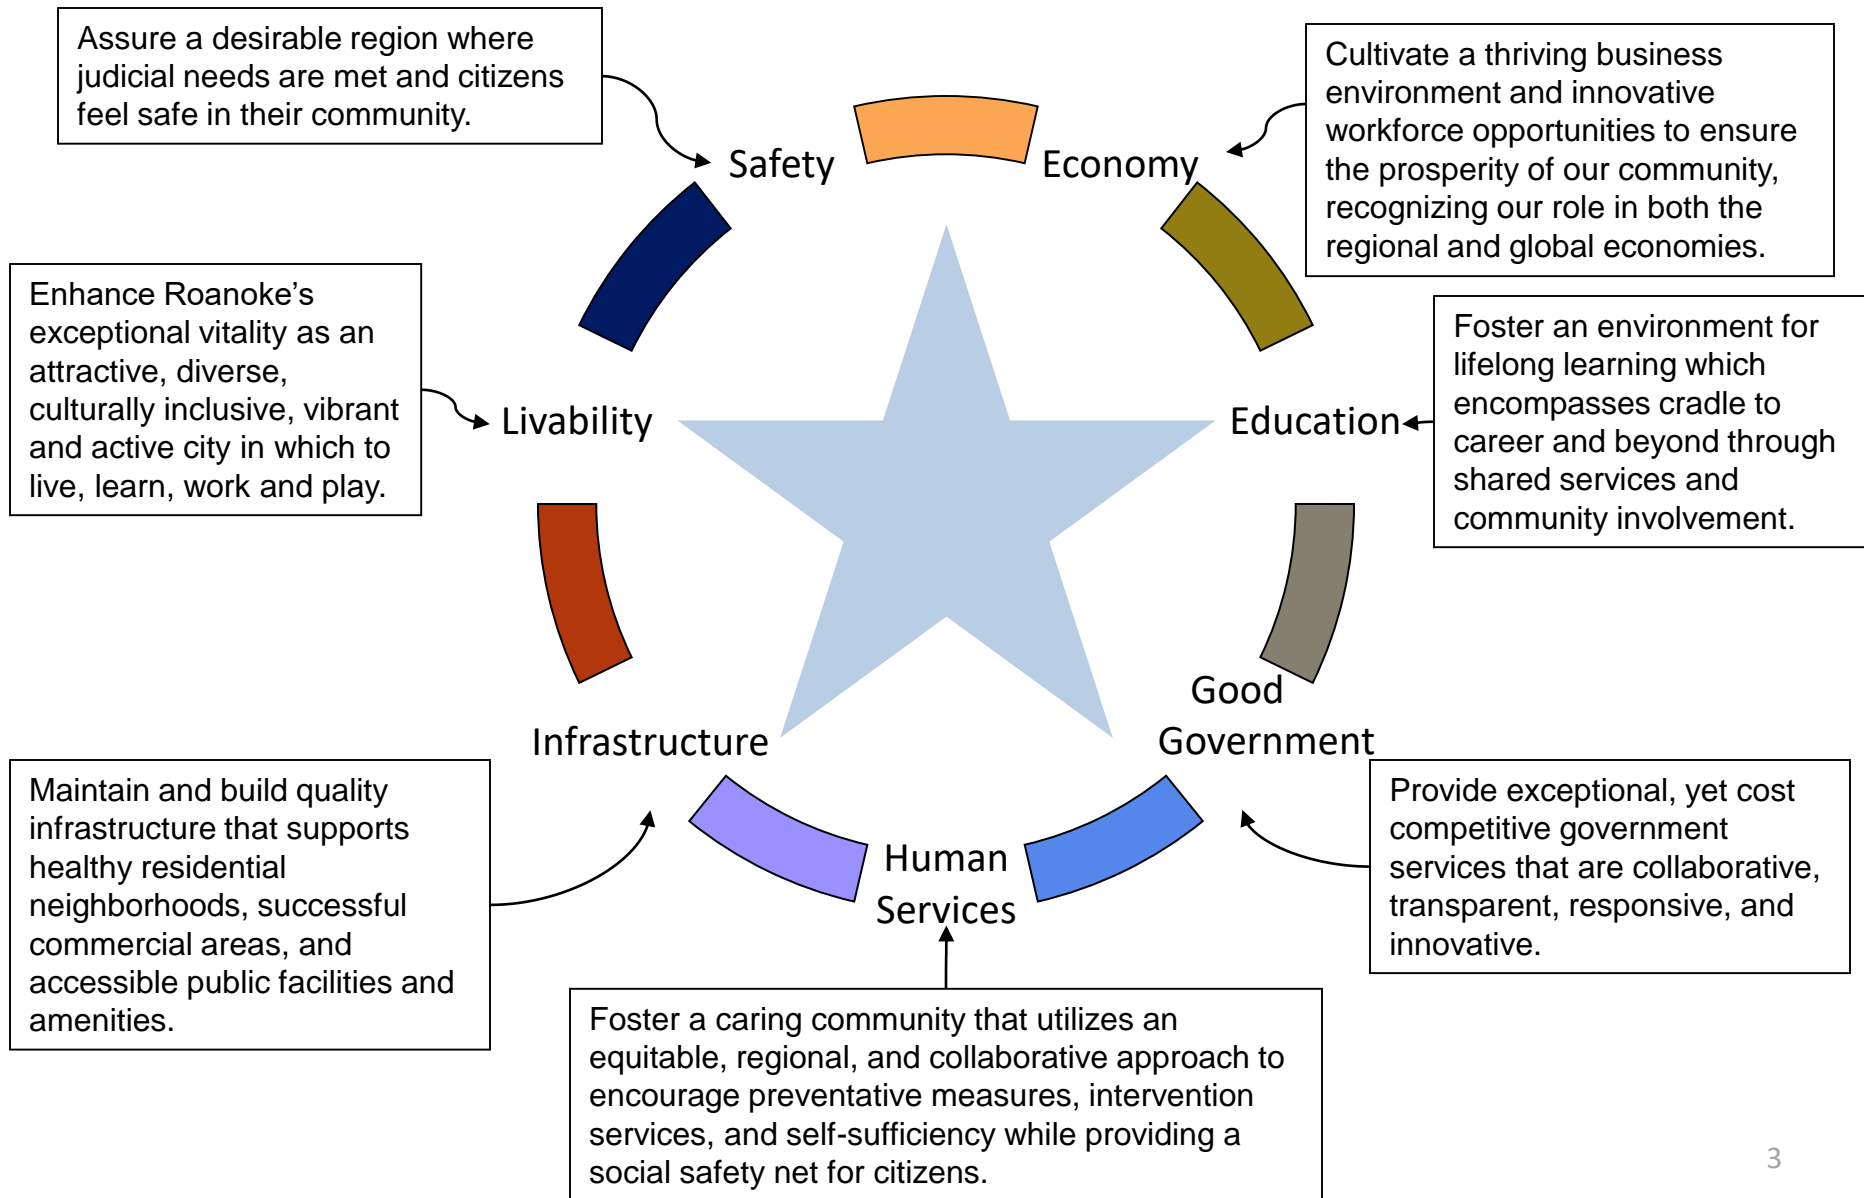 Assure a desirable region where
judicial needs are met and citizens
feel safe in their community.
Cultivate a thriving business
environment and innovative
workforce opportunities to ensure
the prosperity of our community,
recognizing our role in both the
regional and global economies.
Safety
Economy
Enhance Roanoke’s
exceptional vitality as an
attractive, diverse,
culturally inclusive, vibrant
and active city in which to
live, learn, work and play.
Livability
Education
Foster an environment for
lifelong learning which
encompasses cradle to
career and beyond through
shared services and
community involvement.
Infrastructure
Good
Government
Maintain and build quality
infrastructure that supports
healthy residential
neighborhoods, successful
commercial areas, and
accessible public facilities and
amenities.
Human
Services
Provide exceptional, yet cost
competitive government
services that are collaborative,
transparent, responsive, and
innovative.
Foster a caring community that utilizes an
equitable, regional, and collaborative approach to
encourage preventative measures, intervention
services, and self-sufficiency while providing a
social safety net for citizens.
3